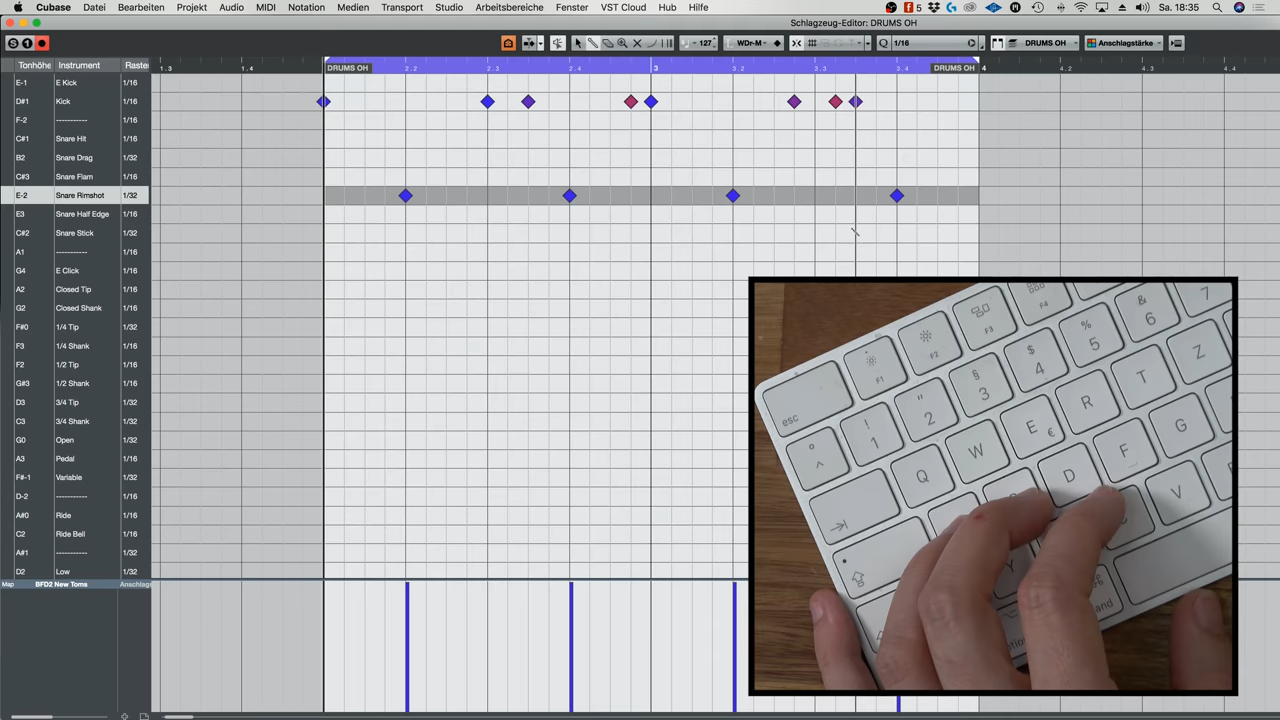 Cubase Datei Bearbeiten Projekt Audio MIDI Notation Medien Transport Studio Arbeitsbereiche Fenster VST Cloud Hub Hilfe 5 Sa. 18:35
Schlagzeug-Editor: DRUMS OH
127 WDr-M Q 1/16 DRUMS OH Anschlagstärke
Tonhöhe Instrument Raster 1.3 1.4 DRUMS OH 2.2 2.3 2.4 3 3.2 3.3 3.4 DRUMS OH 4 4.2 4.4
E-1 E Kick 1/16
D#1 Kick 1/16
F-2 ----------- 1/16
C#1 Snare Hit 1/16
B2 Snare Drag 1/32
C#3 Snare Flam 1/16
E-2 Snare Rimshot 1/32
E3 Snare Half Edge 1/16
C#2 Snare Stick 1/32
A1 ----------- 1/16
G4 E Click 1/16
A2 Closed Tip 1/16
G2 Closed Shank 1/16
F#0 1/4 Tip 1/32
F3 1/4 Shank 1/16
F2 1/2 Tip 1/16
G#3 1/2 Shank 1/16
D3 3/4 Tip 1/32
C3 3/4 Shank 1/16
G0 Open 1/32
A3 Pedal 1/16
F#-1 Variable 1/32
D-2 ----------- 1/16
A#0 Ride 1/16
C2 Ride Bell 1/16
A#1 ----------- 1/32
D2 Low 1/32
Map BFD2 New Toms Anschlag
esc F1 F2 F3 F4
^ ° ! 1 " 2 § 3 $ 4 % 5 & 6 7
Q W E € R T Z
D F G
Y V
option